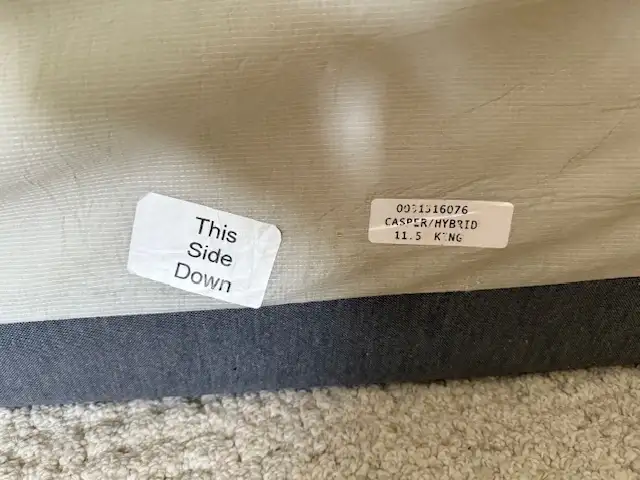 This
Side
Down
CASPER/HYBRID
11.5 KING